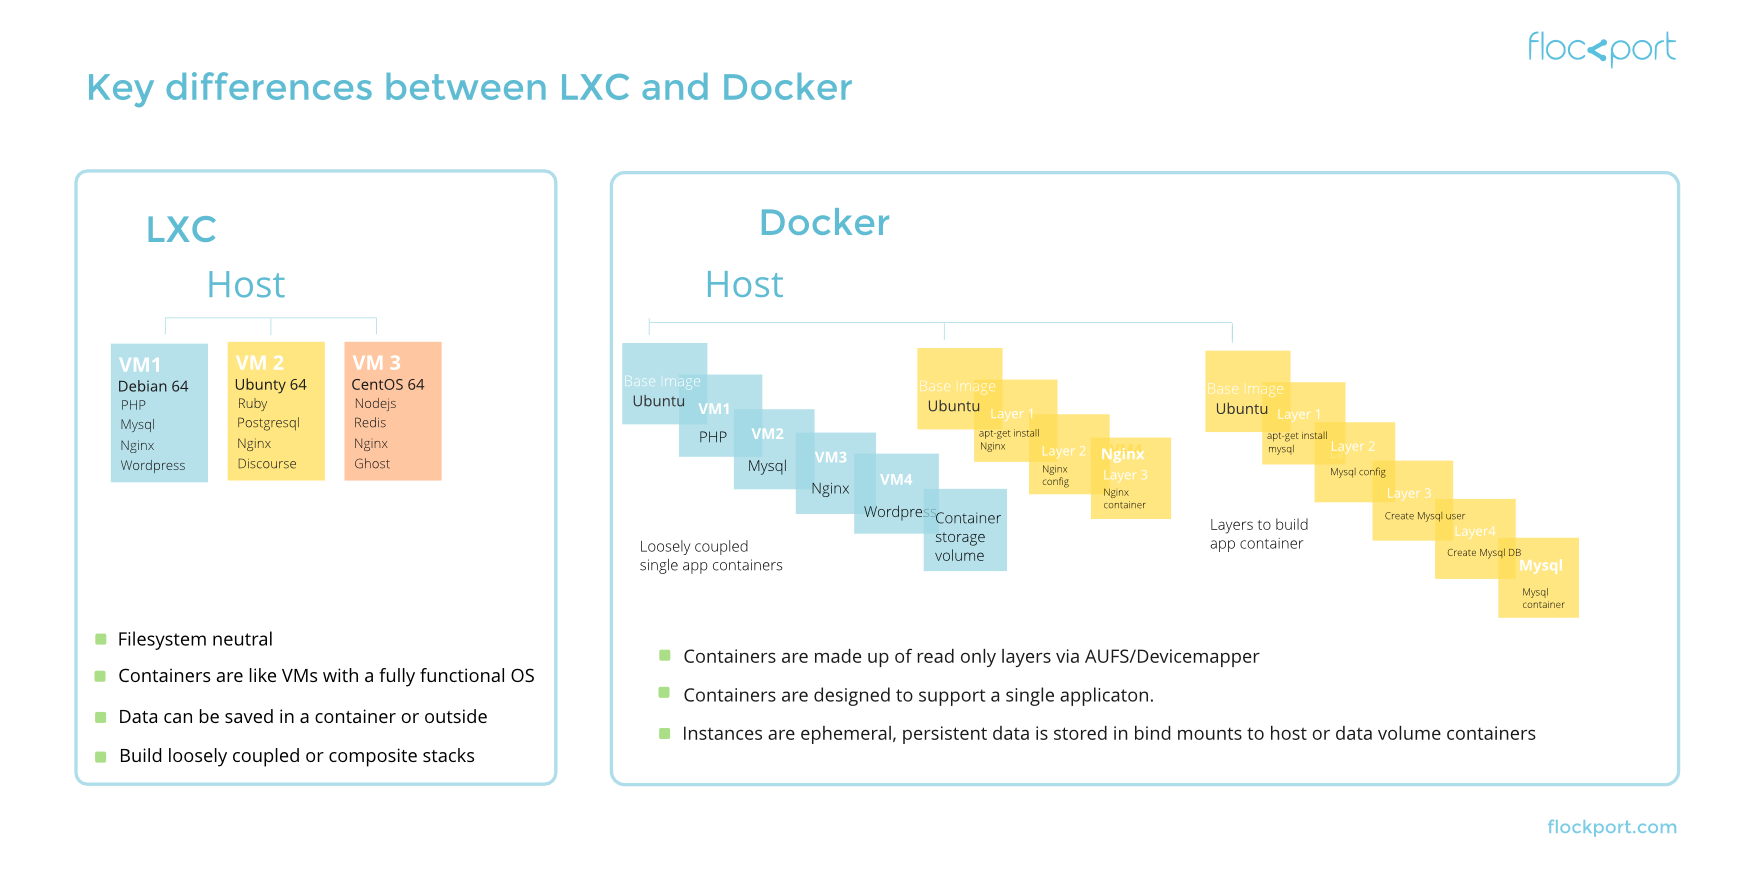 flockport
Key differences between LXC and Docker
LXC
Host
VM1
Debian 64
PHP
Mysql
Nginx
Wordpress
VM 2
Ubunty 64
Ruby
Postgresql
Nginx
Discourse
VM 3
CentOS 64
Nodejs
Redis
Nginx
Ghost
Filesystem neutral
Containers are like VMs with a fully functional OS
Data can be saved in a container or outside
Build loosely coupled or composite stacks
Docker
Host
Base Image
Ubuntu
VM1
PHP
VM2
Mysql
VM3
Nginx
VM4
Wordpress
Container
storage
volume
Loosely coupled
single app containers
Base Image
Ubuntu
Layer 1
apt-get install
Nginx
Layer 2
Nginx
config
Nginx
Layer 3
Nginx
container
Base Image
Ubuntu
Layer 1
apt-get install
mysql
Layer 2
Mysql config
Layer 3
Create Mysql user
Layer4
Create Mysql DB
Mysql
Mysql
container
Layers to build
app container
Containers are made up of read only layers via AUFS/Devicemapper
Containers are designed to support a single applicaton.
Instances are ephemeral, persistent data is stored in bind mounts to host or data volume containers
flockport.com